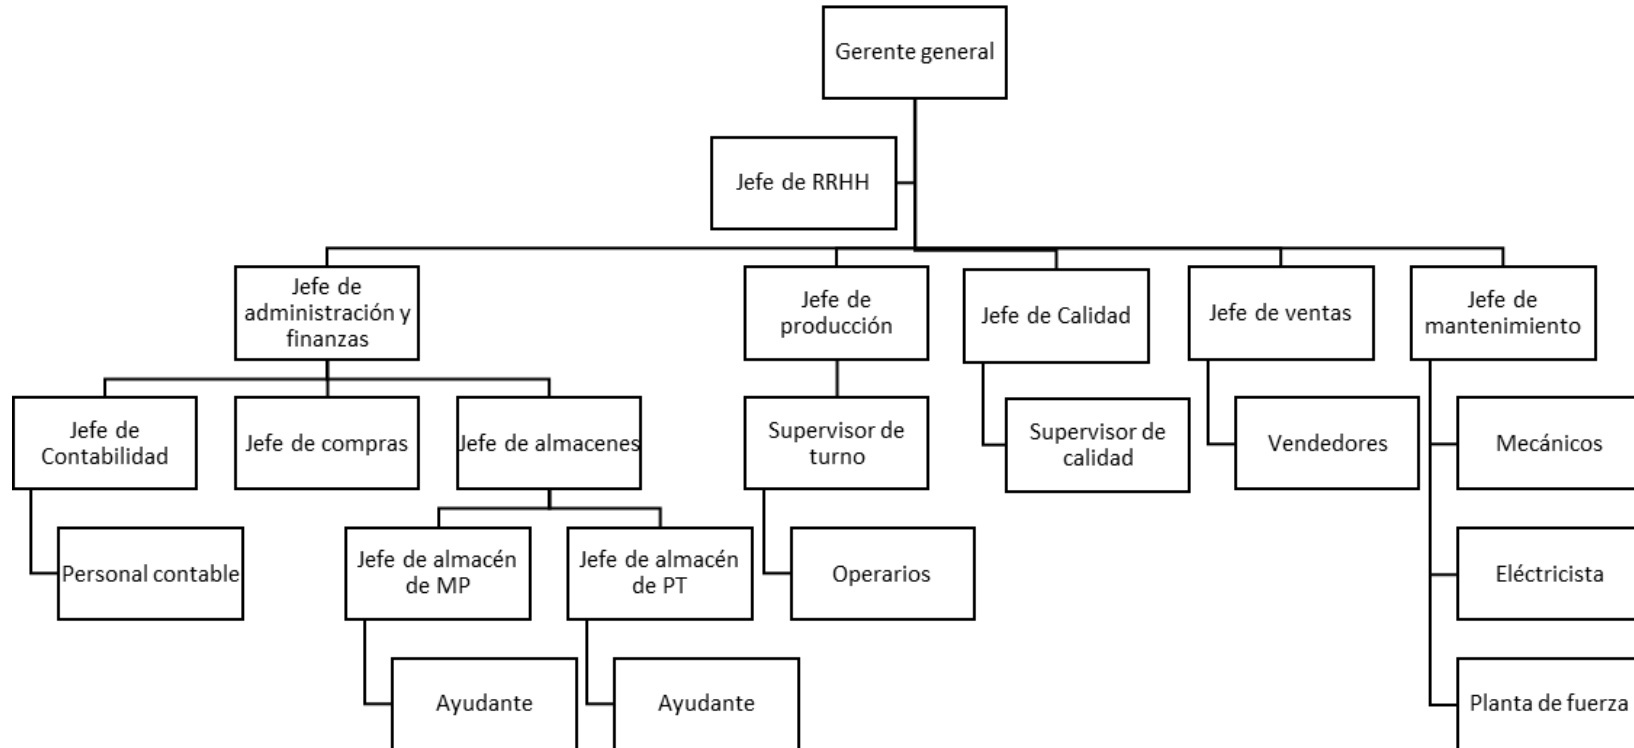 Gerente general
Jefe de RRHH
Jefe de
administración y
finanzas
Jefe de
producción
Jefe de Calidad
Jefe de ventas
Jefe de
mantenimiento
Jefe de
Contabilidad
Jefe de compras
Jefe de almacenes
Supervisor de
turno
Supervisor de
calidad
Vendedores
Mecánicos
Personal contable
Jefe de almacén
de MP
Jefe de almacén
de PT
Operarios
Eléctricista
Ayudante
Ayudante
Planta de fuerza